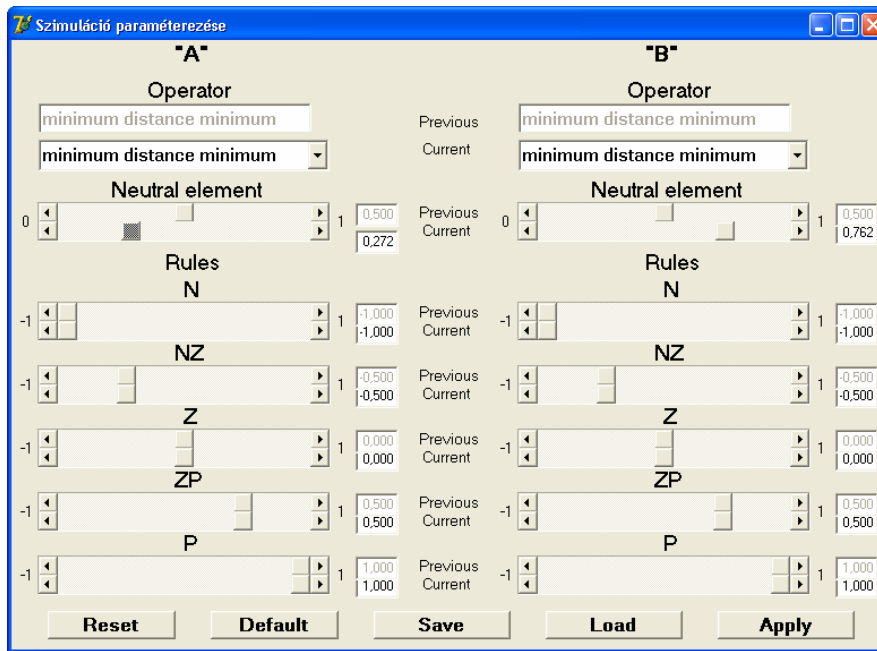 Szimuláció paraméterezése
"A" "B"
Operator Operator
minimum distance minimum Previous minimum distance minimum
minimum distance minimum Current minimum distance minimum
Neutral element Neutral element
0 1 0,500 Previous 0 1 0,500
0,272 Current 0,762
Rules Rules
N N
-1 1 -1,000 Previous -1 1 -1,000
-1,000 Current -1,000
NZ NZ
-1 1 -0,500 Previous -1 1 -0,500
-0,500 Current -0,500
Z Z
-1 1 0,000 Previous -1 1 0,000
0,000 Current 0,000
ZP ZP
-1 1 0,500 Previous -1 1 0,500
0,500 Current 0,500
P P
-1 1 1,000 Previous -1 1 1,000
1,000 Current 1,000
Reset Default Save Load Apply